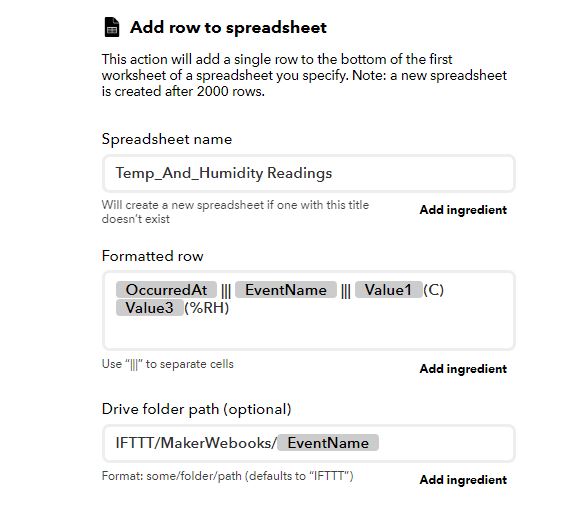 Add row to spreadsheet
This action will add a single row to the bottom of the first
worksheet of a spreadsheet you specify. Note: a new spreadsheet
is created after 2000 rows.
Spreadsheet name
Temp_And_Humidity Readings
Will create a new spreadsheet if one with this title
doesn't exist
Add ingredient
Formatted row
OccurredAt ||| EventName ||| Value1 (C)
Value3 (%RH)
Use "|||" to separate cells
Add ingredient
Drive folder path (optional)
IFTTT/MakerWebooks/ EventName
Format: some/folder/path (defaults to "IFTTT")
Add ingredient